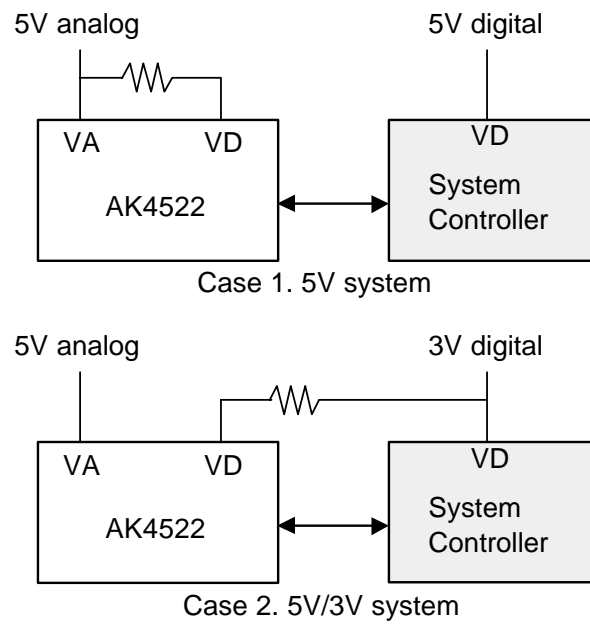 5V analog 5V digital
VA VD VD
AK4522 System
Controller
Case 1. 5V system
5V analog 3V digital
VA VD VD
AK4522 System
Controller
Case 2. 5V/3V system